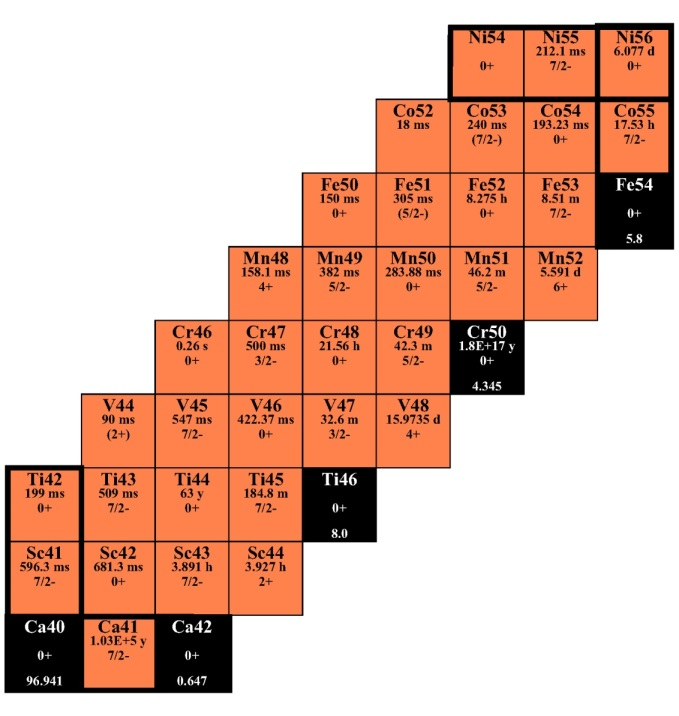 Ni54 Ni55 Ni56
212.1 ms 6.077 d
0+ 7/2- 0+
Co52 Co53 Co54 Co55
18 ms 240 ms 193.23 ms 17.53 h
(7/2-) 0+ 7/2-
Fe50 Fe51 Fe52 Fe53 Fe54
150 ms 305 ms 8.275 h 8.51 m
0+ (5/2-) 0+ 7/2- 0+
5.8
Mn48 Mn49 Mn50 Mn51 Mn52
158.1 ms 382 ms 283.88 ms 46.2 m 5.591 d
4+ 5/2- 0+ 5/2- 6+
Cr46 Cr47 Cr48 Cr49 Cr50
0.26 s 500 ms 21.56 h 42.3 m 1.8E+17 y
0+ 3/2- 0+ 5/2- 0+
4.345
V44 V45 V46 V47 V48
90 ms 547 ms 422.37 ms 32.6 m 15.9735 d
(2+) 7/2- 0+ 3/2- 4+
Ti42 Ti43 Ti44 Ti45 Ti46
199 ms 509 ms 63 y 184.8 m
0+ 7/2- 0+ 7/2- 0+
8.0
Sc41 Sc42 Sc43 Sc44
596.3 ms 681.3 ms 3.891 h 3.927 h
7/2- 0+ 7/2- 2+
Ca40 Ca41 Ca42
1.03E+5 y
0+ 7/2- 0+
96.941 0.647